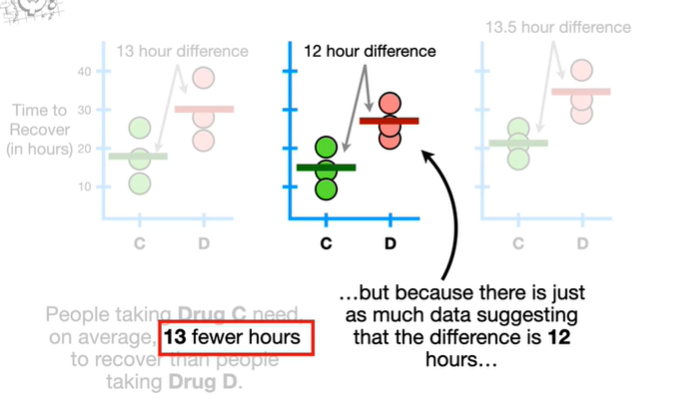 13.5 hour difference
13 hour difference
12 hour difference
40
30
20
10
Time to
Recover
(in hours)
C
D
C
D
C
D
People taking Drug C need,
on average, 13 fewer hours
to recover than people
taking Drug D.
…but because there is just
as much data suggesting
that the difference is 12
hours…